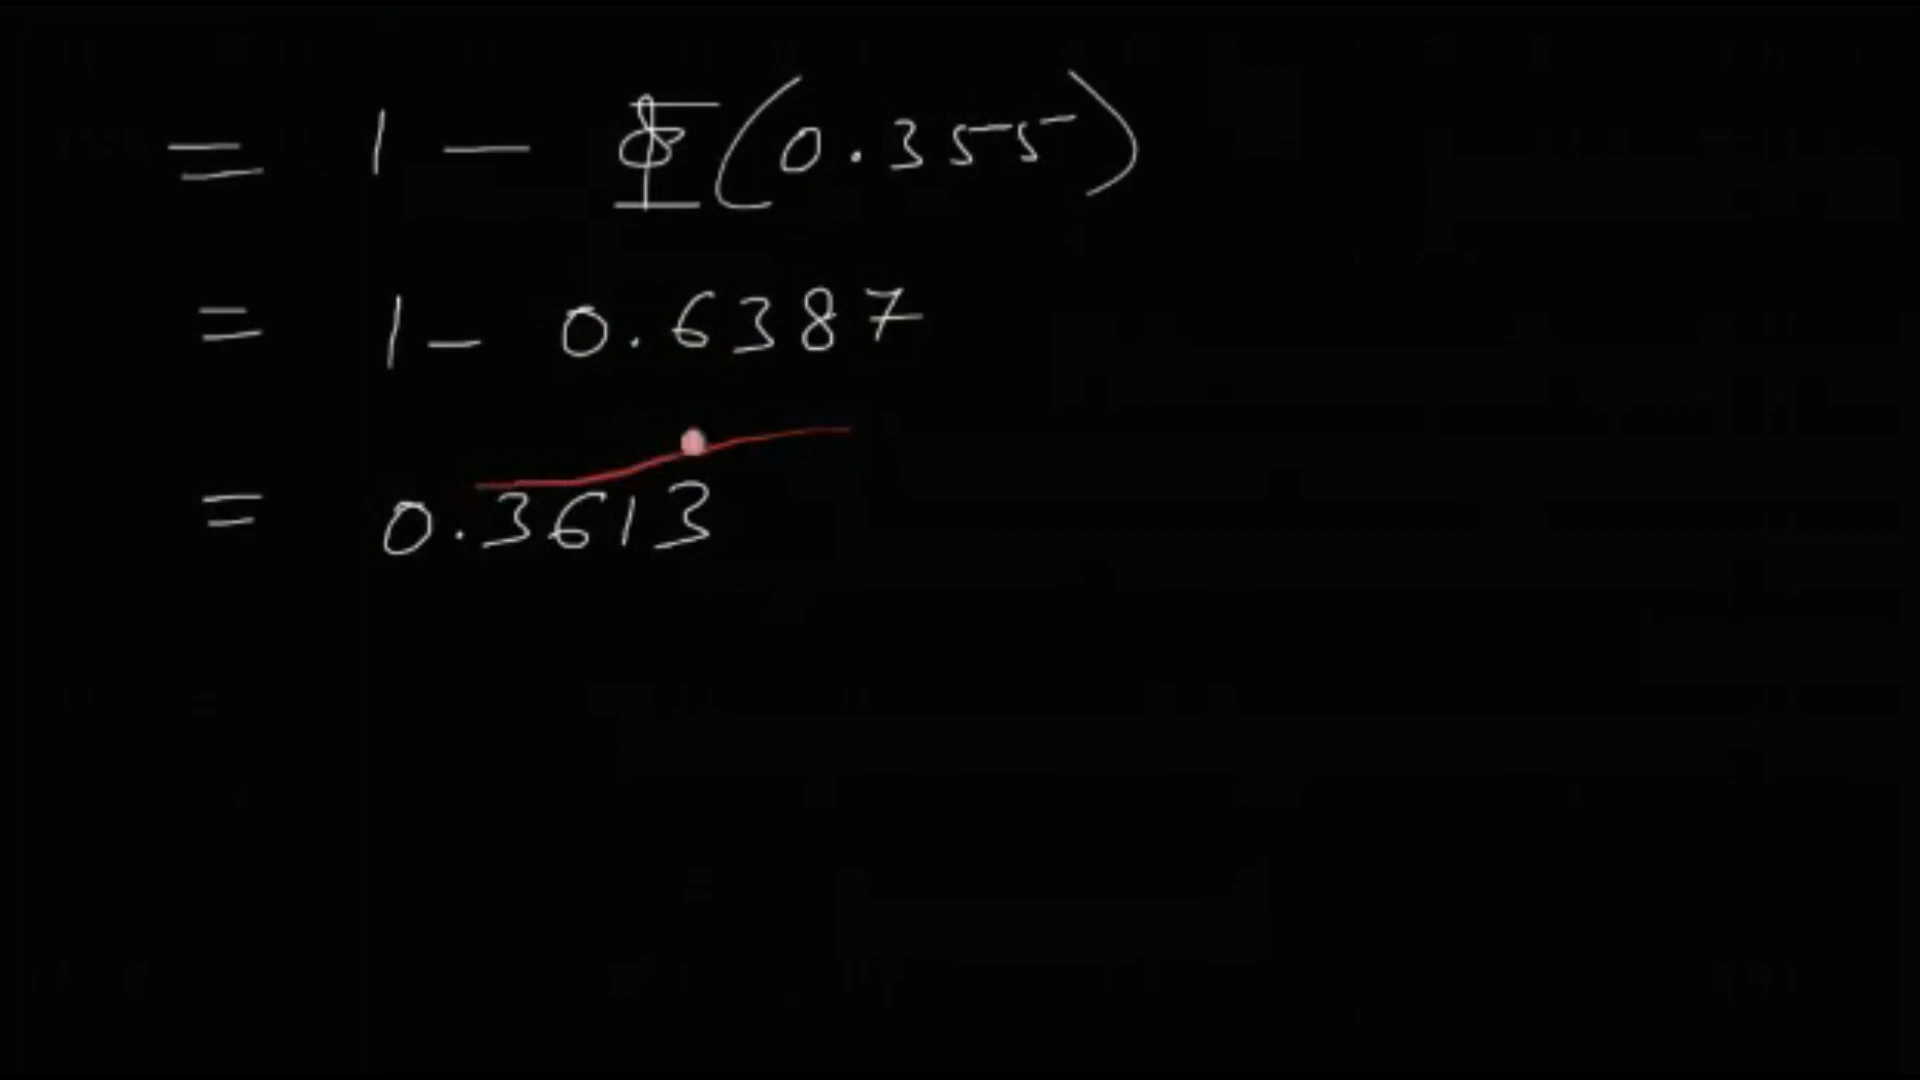 = 1 - Φ(0.355)
= 1 - 0.6387
= 0.3613